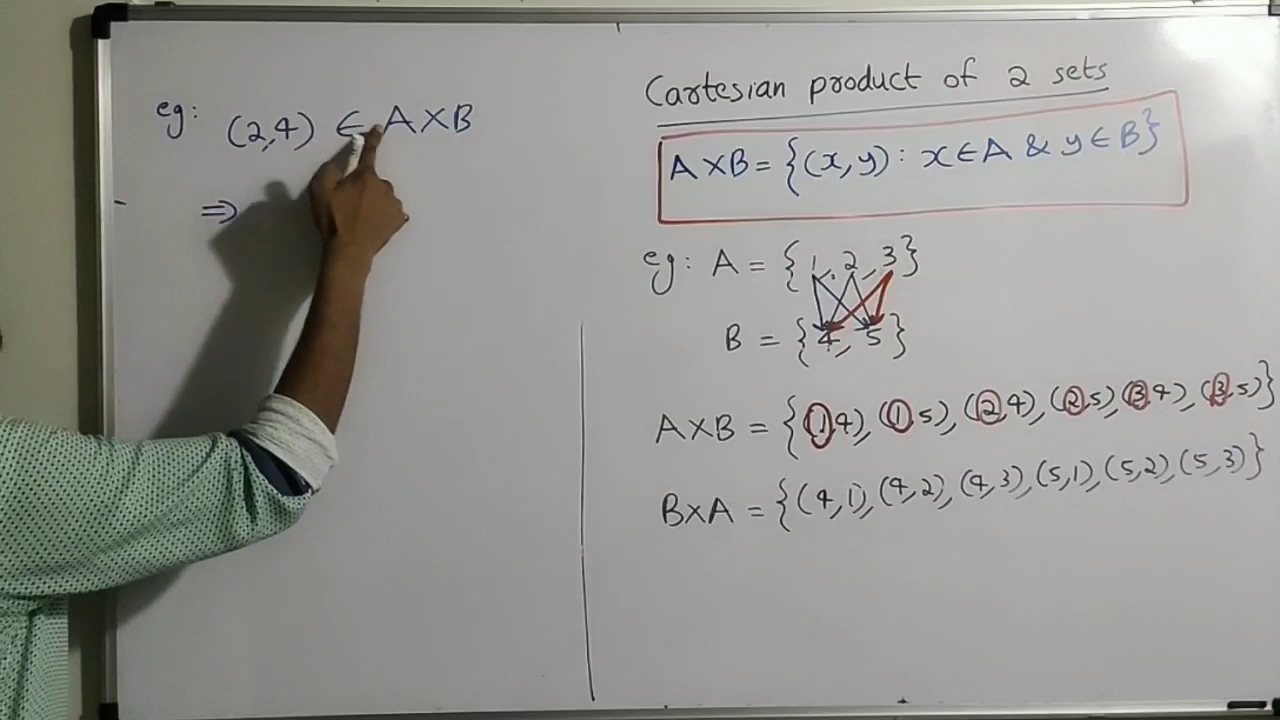 eg: (2,4) ∈ A×B
⇒
Cartesian product of 2 sets
A×B = {(x,y) : x∈A & y∈B}
eg: A = {1,2,3}
B = {4,5}
A×B = {(1,4), (1,5), (2,4), (2,5), (3,4), (3,5)}
B×A = {(4,1), (4,2), (4,3), (5,1), (5,2), (5,3)}